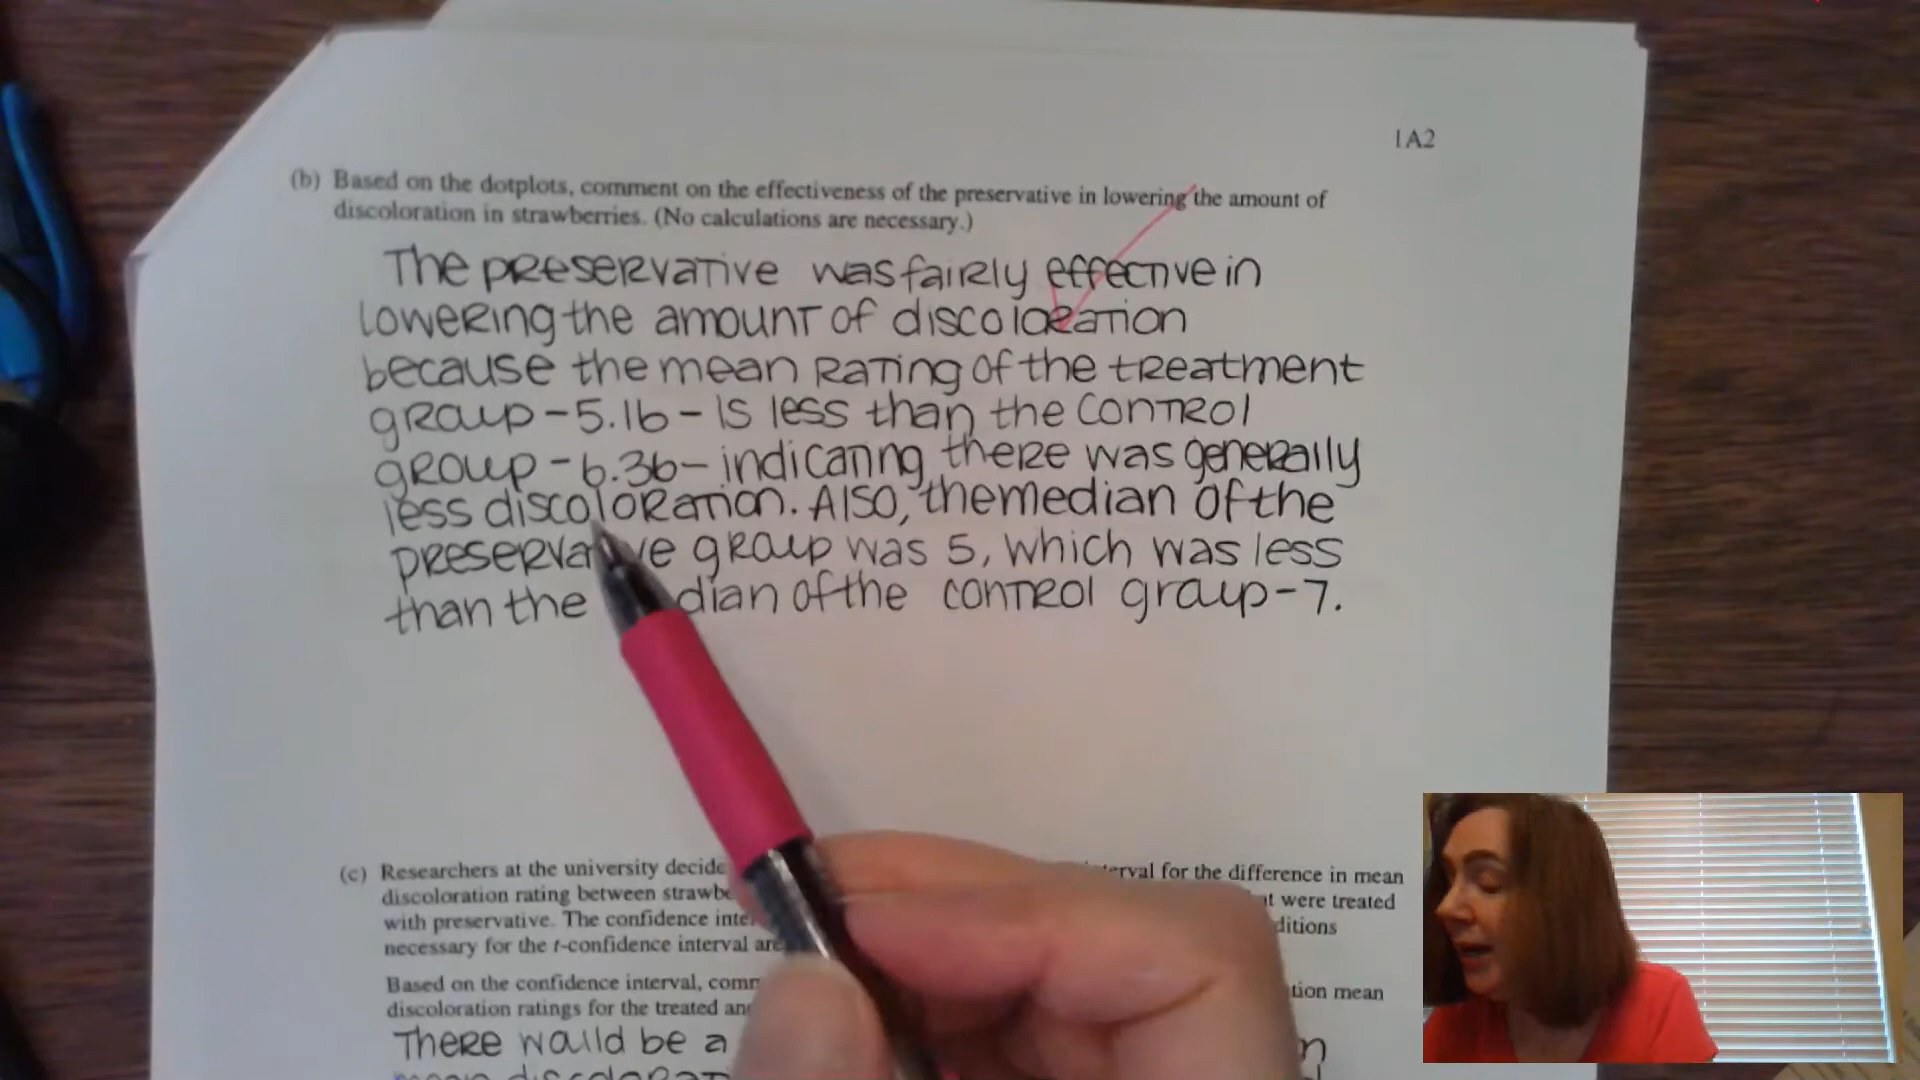 1A2
(b) Based on the dotplots, comment on the effectiveness of the preservative in lowering the amount of
discoloration in strawberries. (No calculations are necessary.)
The preservative was fairly effective in
lowering the amount of discoloration
because the mean rating of the treatment
group-5.16-is less than the control
group-6.36-indicating there was generally
less discoloration. Also, the median of the
preservative group was 5, which was less
than the dian of the control group-7.
(c) Researchers at the university decide erval for the difference in mean
discoloration rating between strawbe at were treated
with preservative. The confidence inte ditions
necessary for the t-confidence interval are
Based on the confidence interval, com tion mean
discoloration ratings for the treated an
There would be a
mean